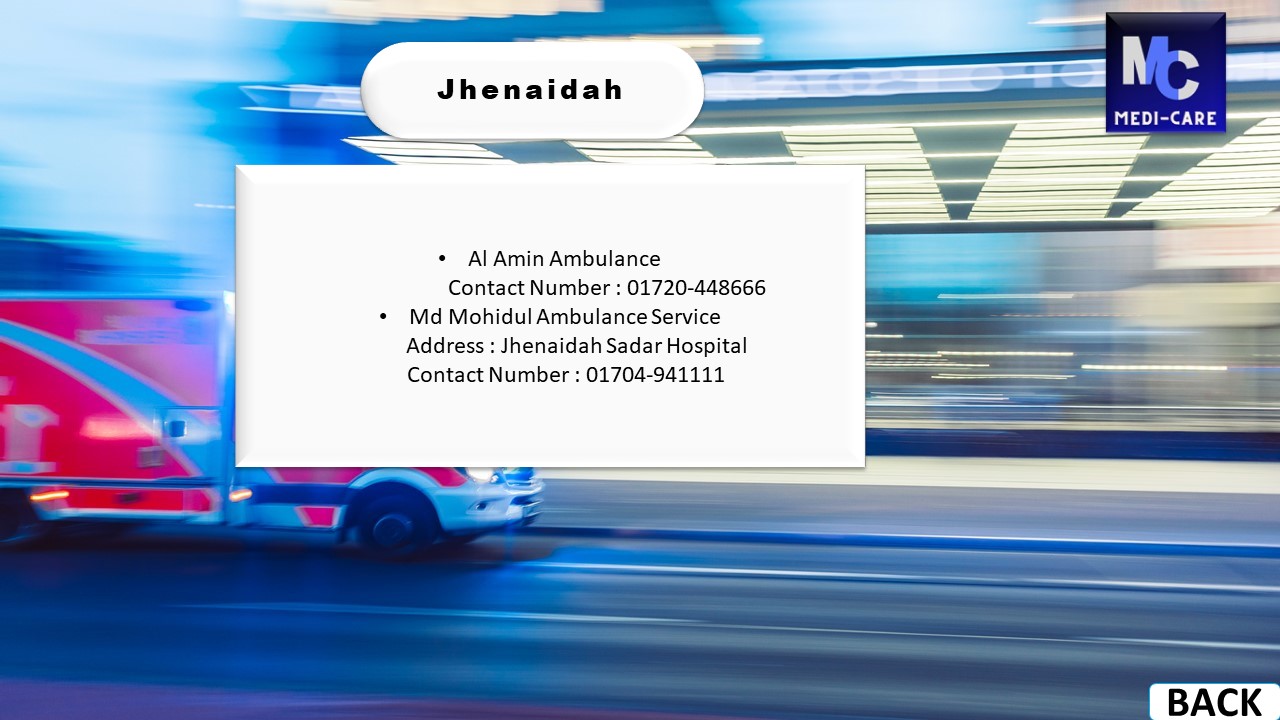 Jhenaidah
MC
MEDI-CARE
• Al Amin Ambulance
Contact Number : 01720-448666
• Md Mohidul Ambulance Service
Address : Jhenaidah Sadar Hospital
Contact Number : 01704-941111
BACK